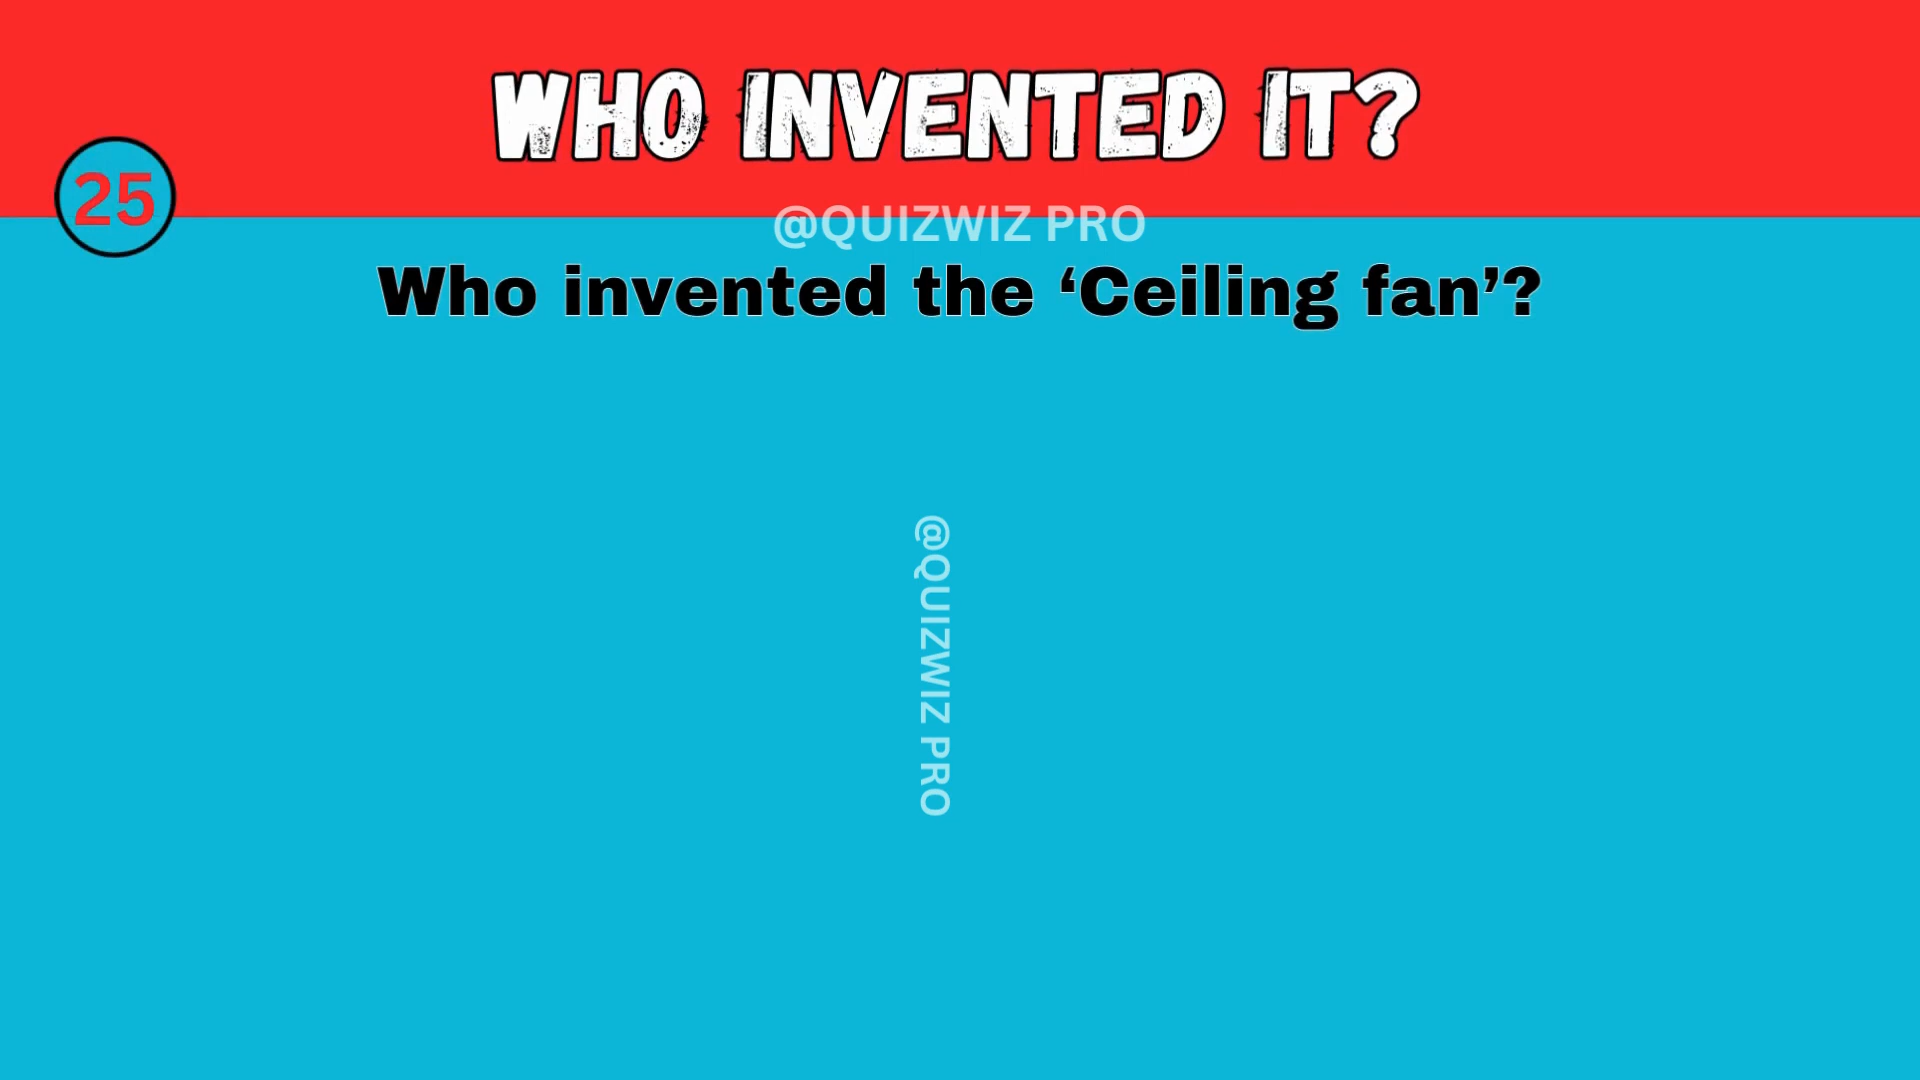 WHO INVENTED IT?
25
@QUIZWIZ PRO
Who invented the ‘Ceiling fan’?
@QUIZWIZ PRO